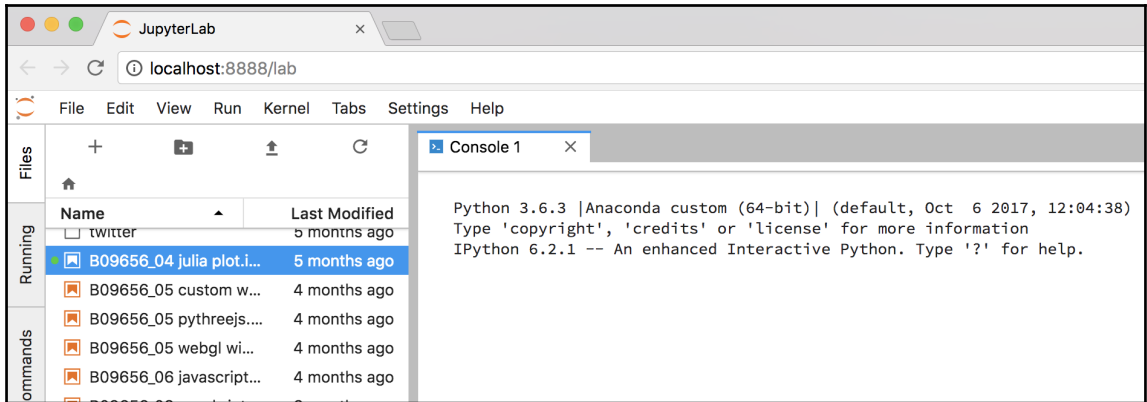 JupyterLab
localhost:8888/lab
File Edit View Run Kernel Tabs Settings Help
Files
Running
Console 1
Name Last Modified
twitter 5 months ago
B09656_04 julia plot.i... 5 months ago
B09656_05 custom w... 4 months ago
B09656_05 pythreejs.... 4 months ago
B09656_05 webgl wi... 4 months ago
B09656_06 javascript... 4 months ago
Python 3.6.3 |Anaconda custom (64-bit)| (default, Oct  6 2017, 12:04:38)
Type 'copyright', 'credits' or 'license' for more information
IPython 6.2.1 -- An enhanced Interactive Python. Type '?' for help.